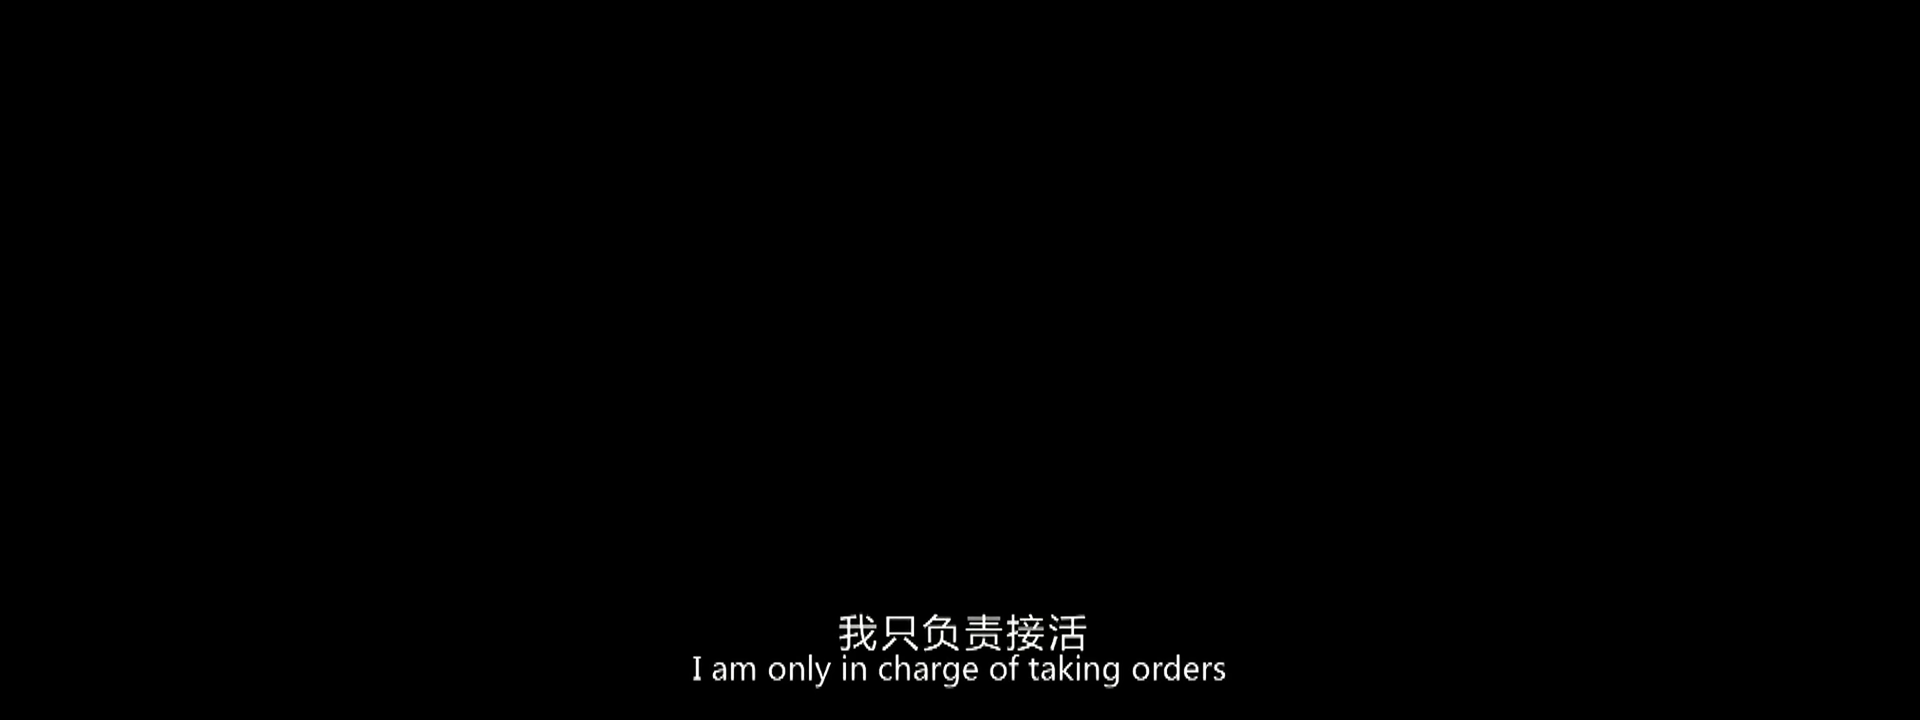 我只负责接活
I am only in charge of taking orders